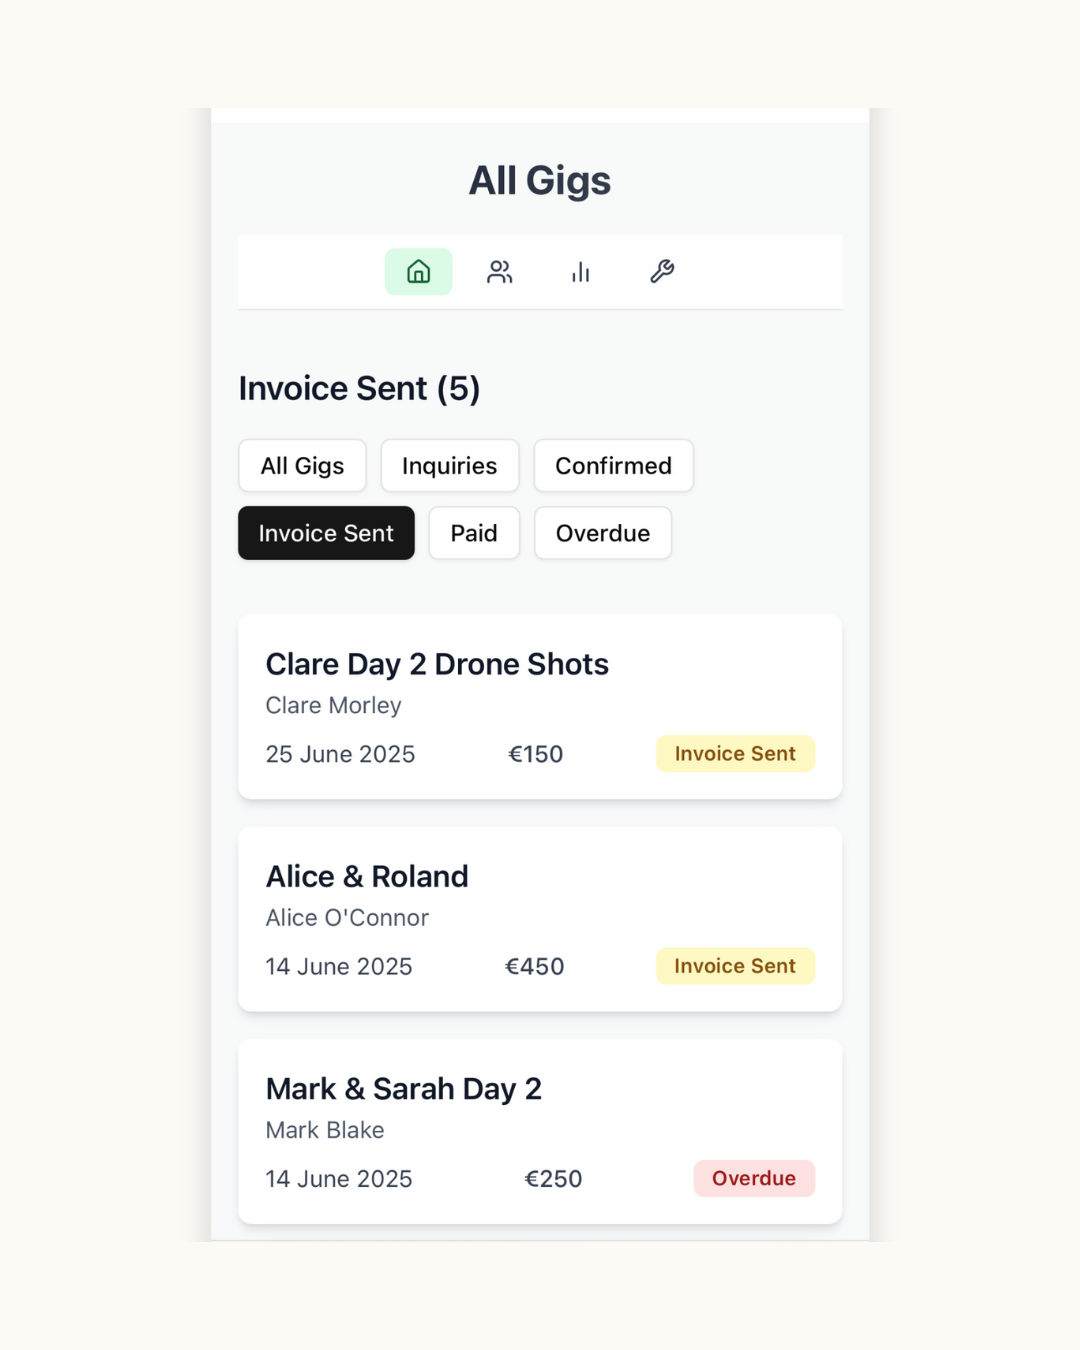 All Gigs
Invoice Sent (5)
All Gigs Inquiries Confirmed
Invoice Sent Paid Overdue
Clare Day 2 Drone Shots
Clare Morley
25 June 2025 €150 Invoice Sent
Alice & Roland
Alice O'Connor
14 June 2025 €450 Invoice Sent
Mark & Sarah Day 2
Mark Blake
14 June 2025 €250 Overdue